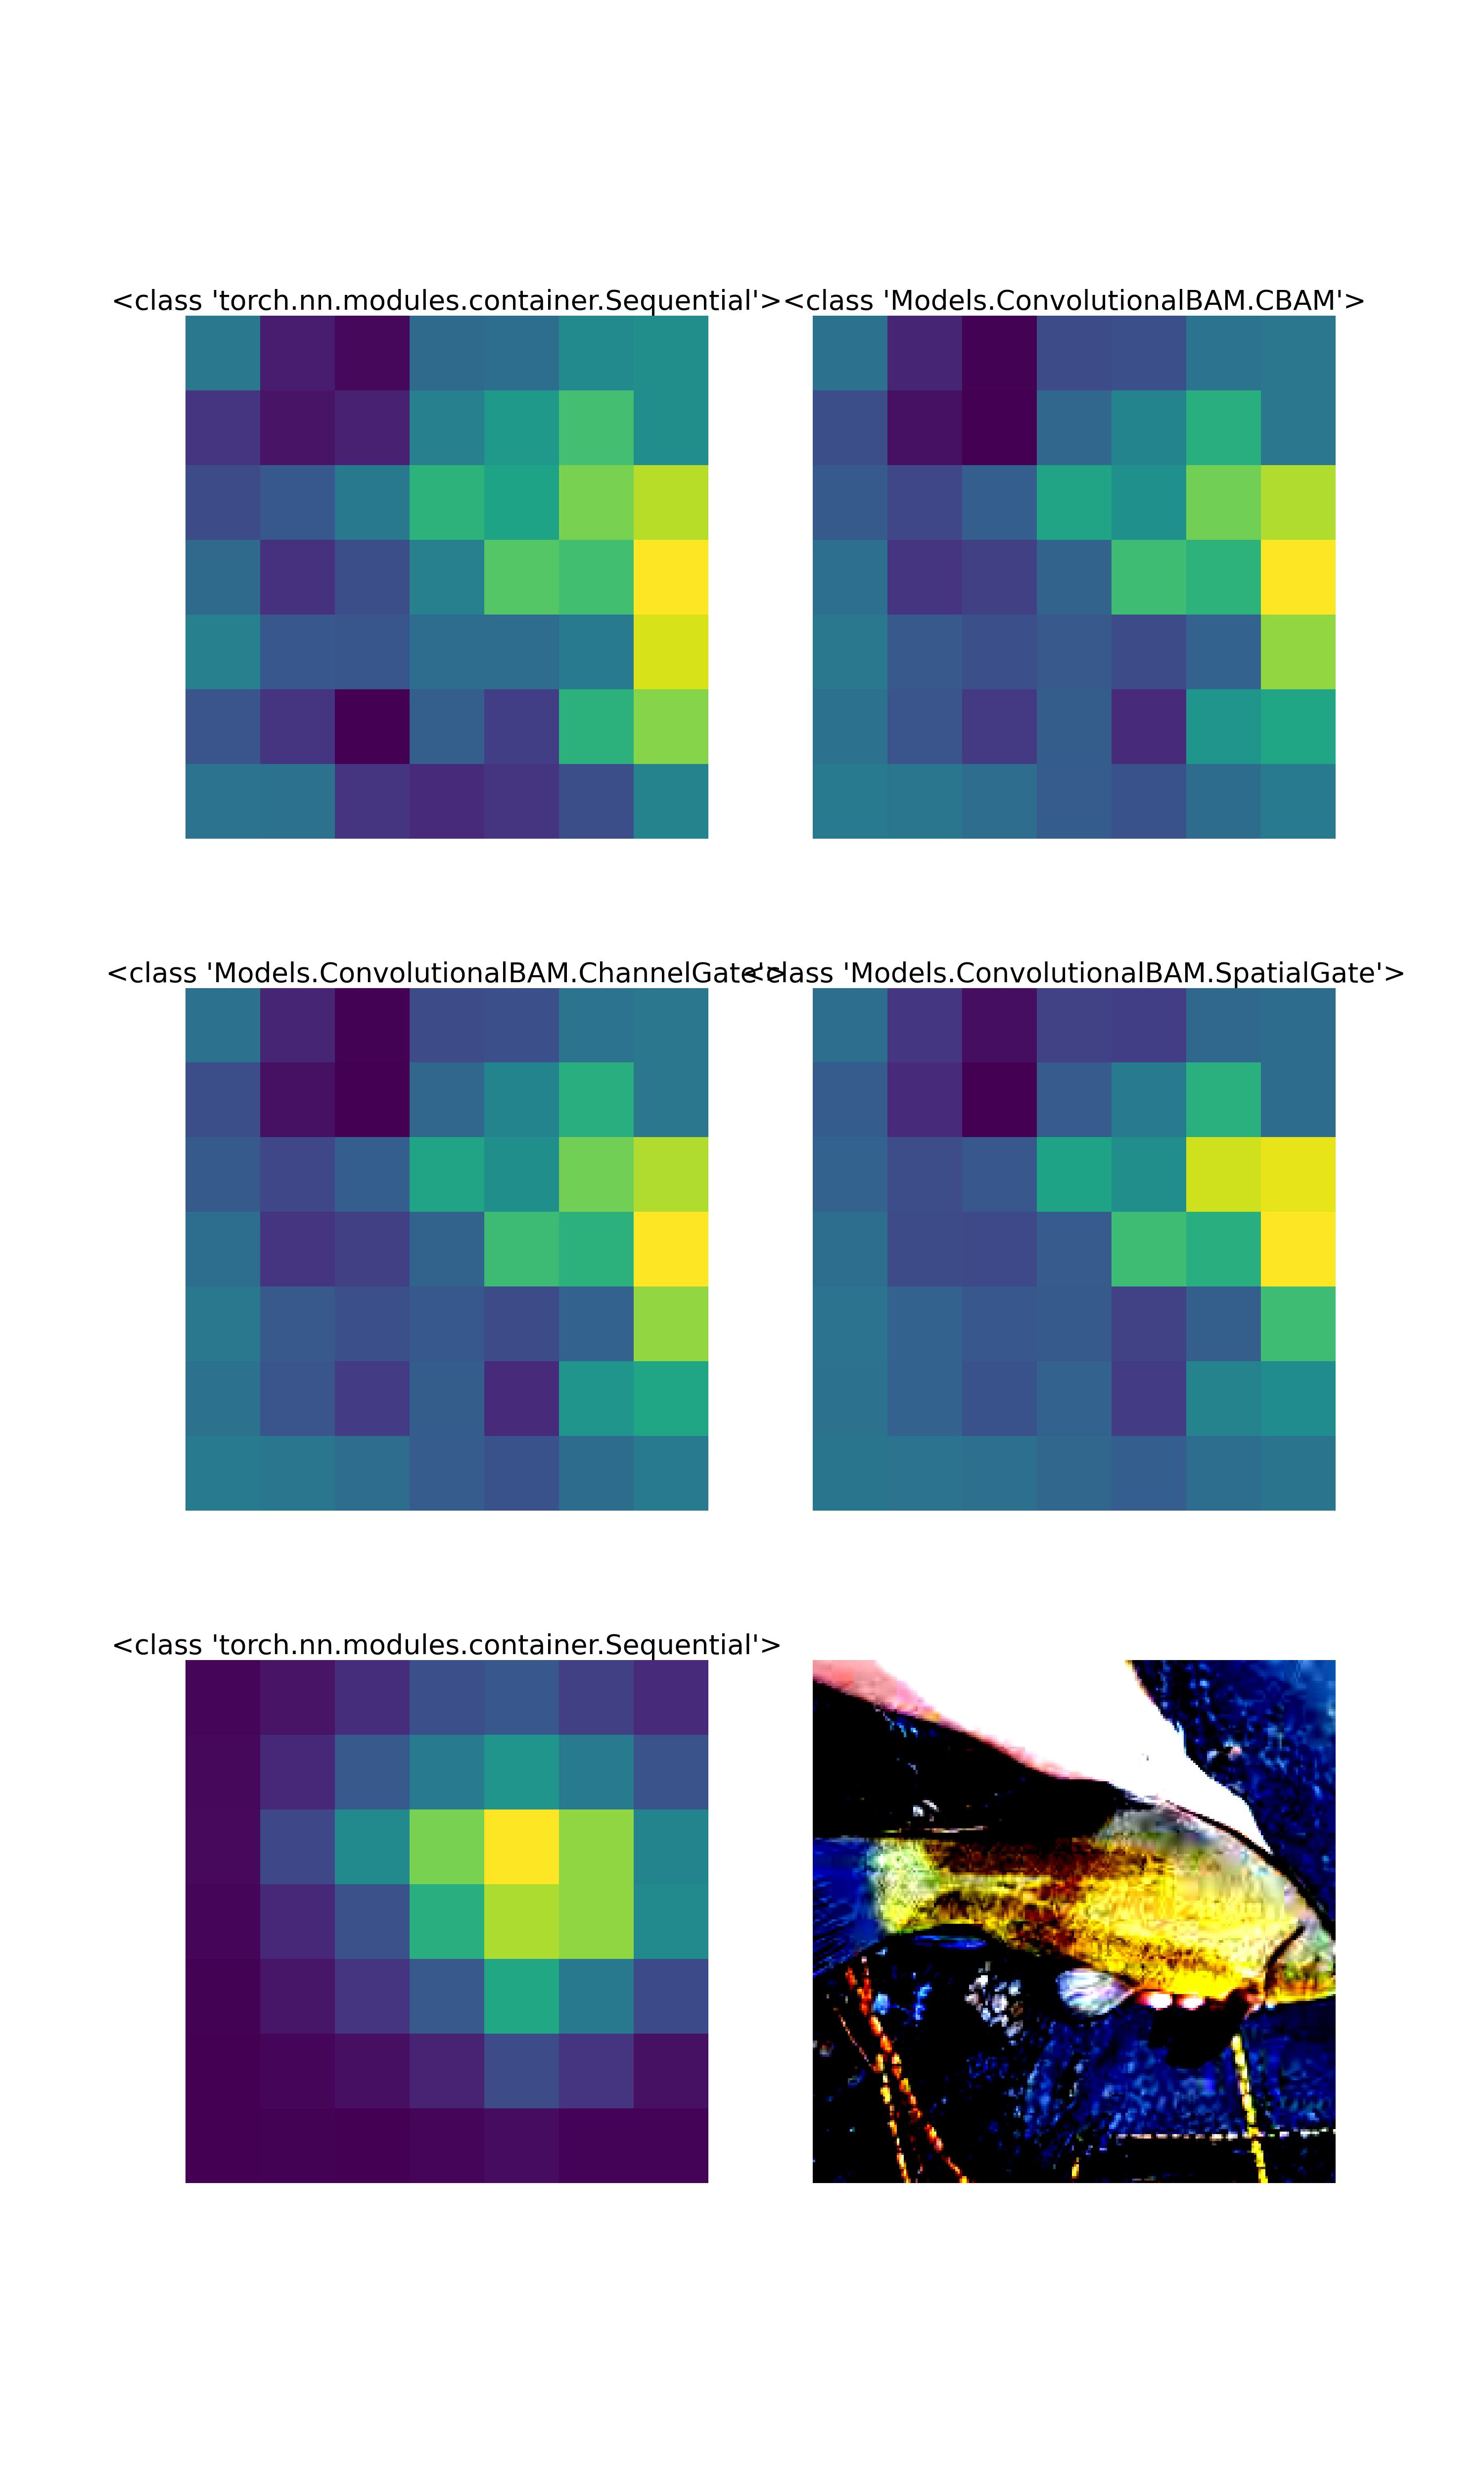 <class 'torch.nn.modules.container.Sequential'>
<class 'Models.ConvolutionalBAM.CBAM'>
<class 'Models.ConvolutionalBAM.ChannelGate'>
<class 'Models.ConvolutionalBAM.SpatialGate'>
<class 'torch.nn.modules.container.Sequential'>